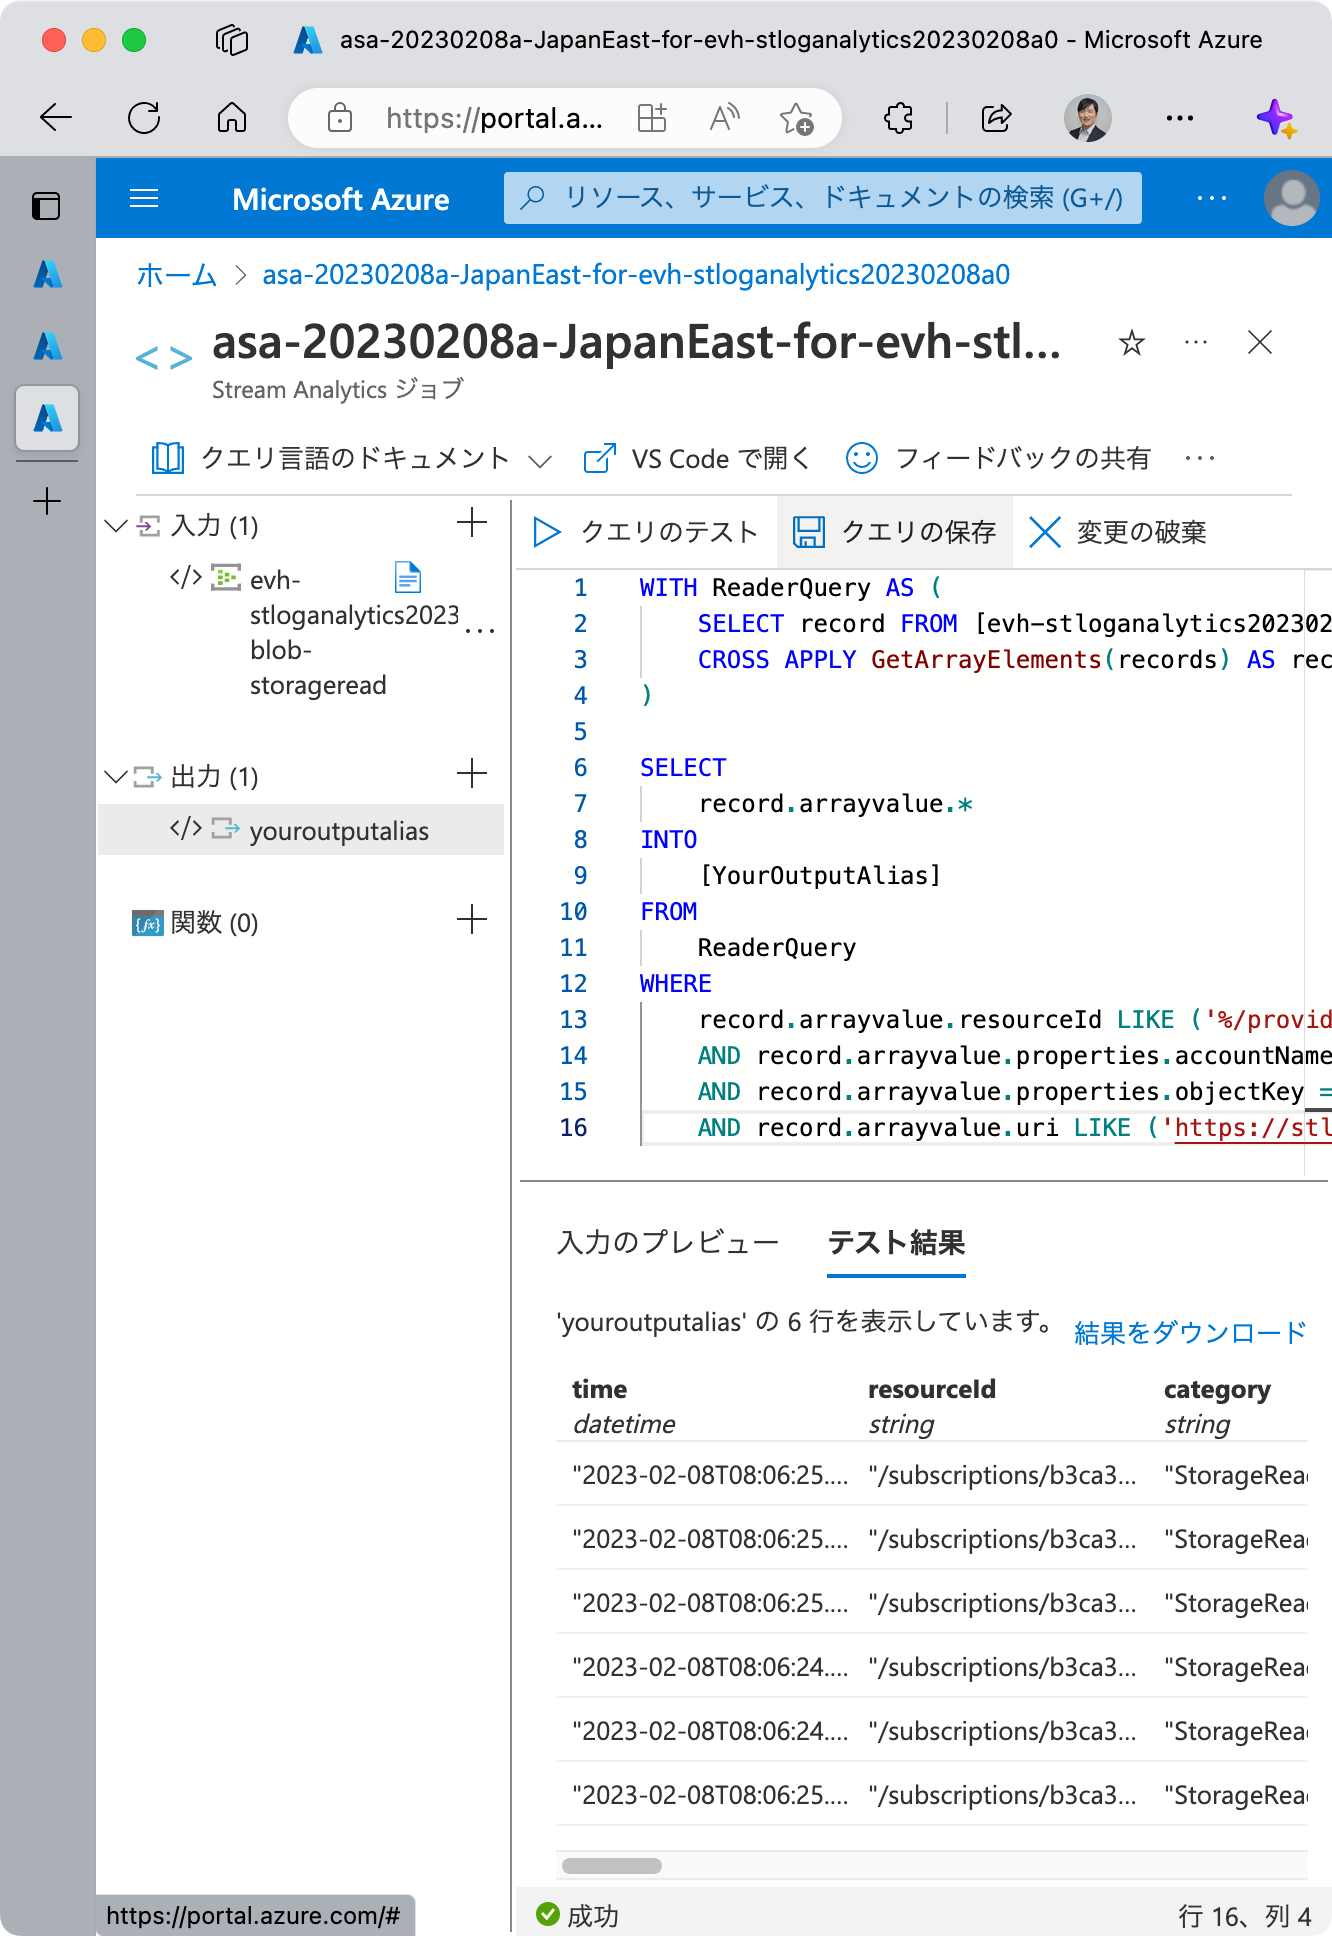 asa-20230208a-JapanEast-for-evh-stloganalytics20230208a0 - Microsoft Azure
https://portal.a...
Microsoft Azure
リソース、サービス、ドキュメントの検索 (G+/)
ホーム > asa-20230208a-JapanEast-for-evh-stloganalytics20230208a0
asa-20230208a-JapanEast-for-evh-stl...
Stream Analytics ジョブ
クエリ言語のドキュメント
VS Code で開く
フィードバックの共有
入力 (1)
evh-
stloganalytics2023
blob-
storageread
出力 (1)
youroutputalias
関数 (0)
クエリのテスト
クエリの保存
変更の破棄
1 WITH ReaderQuery AS (
2 SELECT record FROM [evh-stloganalytics202302
3 CROSS APPLY GetArrayElements(records) AS rec
4 )
5
6 SELECT
7 record.arrayvalue.*
8 INTO
9 [YourOutputAlias]
10 FROM
11 ReaderQuery
12 WHERE
13 record.arrayvalue.resourceId LIKE ('%/provid
14 AND record.arrayvalue.properties.accountName
15 AND record.arrayvalue.properties.objectKey =
16 AND record.arrayvalue.uri LIKE ('https://stl
入力のプレビュー
テスト結果
'youroutputalias' の 6 行を表示しています。
結果をダウンロード
time resourceId category
datetime string string
"2023-02-08T08:06:25.... "/subscriptions/b3ca3... "StorageRea
"2023-02-08T08:06:25.... "/subscriptions/b3ca3... "StorageRea
"2023-02-08T08:06:25.... "/subscriptions/b3ca3... "StorageRea
"2023-02-08T08:06:24.... "/subscriptions/b3ca3... "StorageRea
"2023-02-08T08:06:24.... "/subscriptions/b3ca3... "StorageRea
"2023-02-08T08:06:25.... "/subscriptions/b3ca3... "StorageRea
https://portal.azure.com/#
成功
行 16、列 4